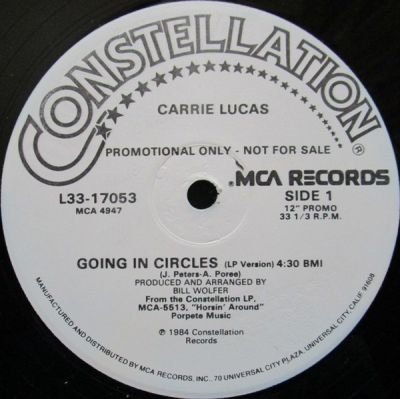 CONSTELLATION ®
CARRIE LUCAS
PROMOTIONAL ONLY - NOT FOR SALE
MCA RECORDS
L33-17053
MCA 4947
SIDE 1
12" PROMO
33 1/3 R.P.M.
GOING IN CIRCLES (LP Version) 4:30 BMI
(J. Peters-A. Poree)
PRODUCED AND ARRANGED BY
BILL WOLFER
From the Constellation LP,
MCA-5513, "Horsin' Around"
Porpete Music
℗ 1984 Constellation
Records
MANUFACTURED AND DISTRIBUTED BY MCA RECORDS, INC., 70 UNIVERSAL CITY PLAZA, UNIVERSAL CITY, CALIF. 91608